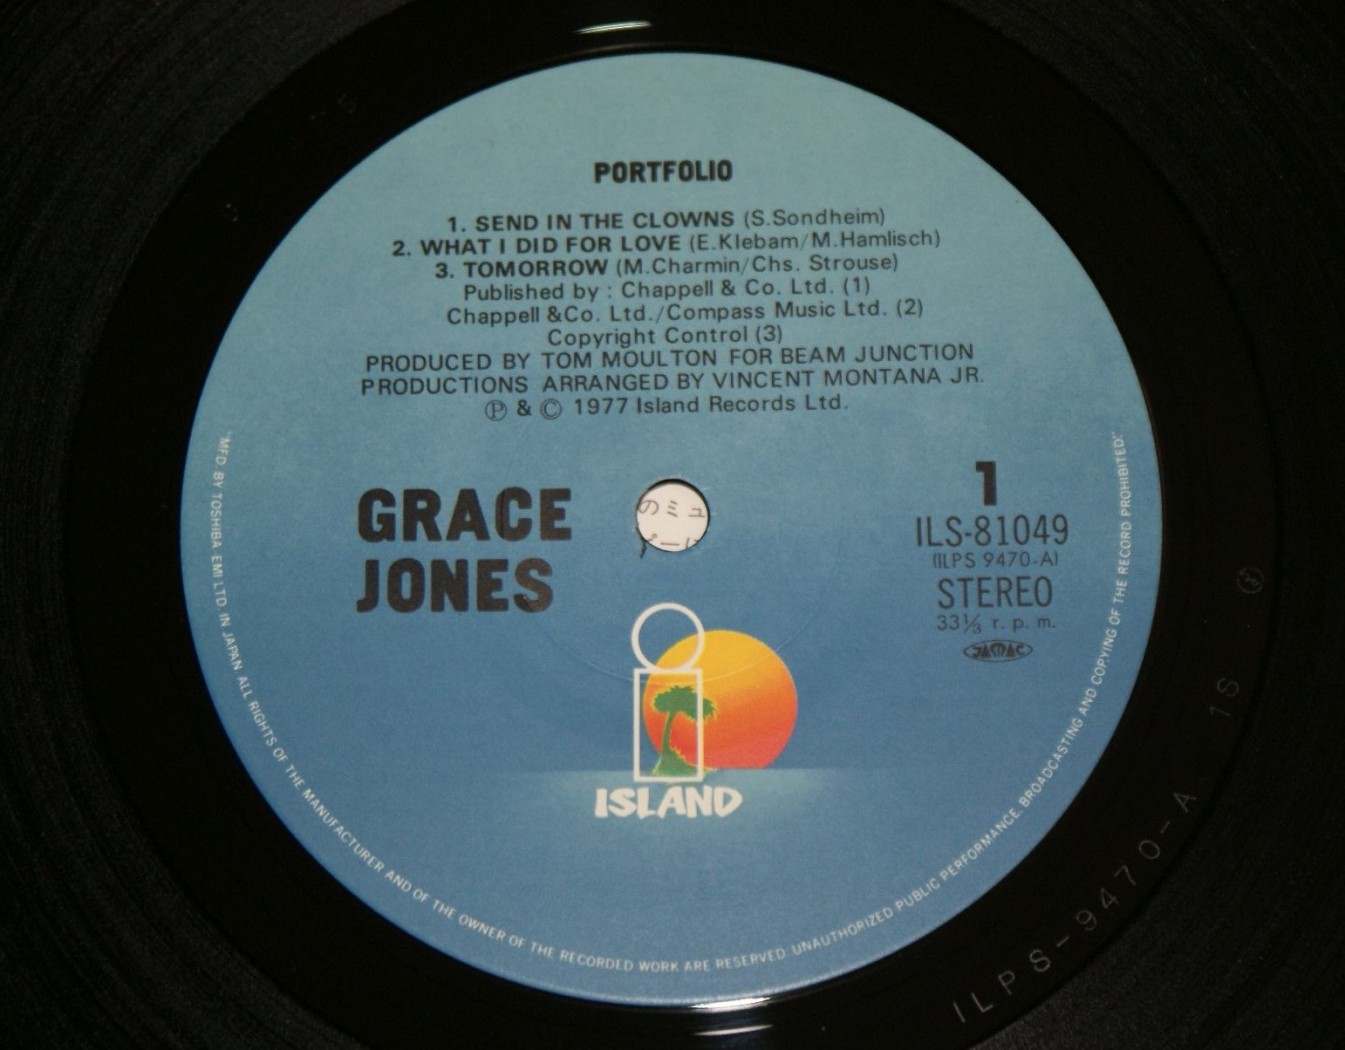 PORTFOLIO
1. SEND IN THE CLOWNS (S.Sondheim)
2. WHAT I DID FOR LOVE (E.Klebam/M.Hamlisch)
3. TOMORROW (M.Charmin/Chs. Strouse)
Published by : Chappell & Co. Ltd. (1)
Chappell &Co. Ltd./Compass Music Ltd. (2)
Copyright Control (3)
PRODUCED BY TOM MOULTON FOR BEAM JUNCTION
PRODUCTIONS ARRANGED BY VINCENT MONTANA JR.
Ⓟ & © 1977 Island Records Ltd.
GRACE
JONES
のミュ
1
ILS-81049
(ILPS 9470-A)
STEREO
33⅓ r. p. m.
JASRAC
ISLAND
"MFD. BY TOSHIBA EMI LTD. IN JAPAN ALL RIGHTS OF THE MANUFACTURER AND OF THE OWNER OF THE RECORDED WORK ARE RESERVED. UNAUTHORIZED PUBLIC PERFORMANCE, BROADCASTING AND COPYING OF THE RECORD PROHIBITED."
ILPS-9470-A 1S